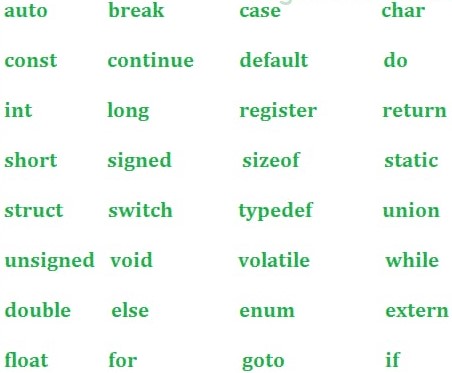 auto break case char
const continue default do
int long register return
short signed sizeof static
struct switch typedef union
unsigned void volatile while
double else enum extern
float for goto if